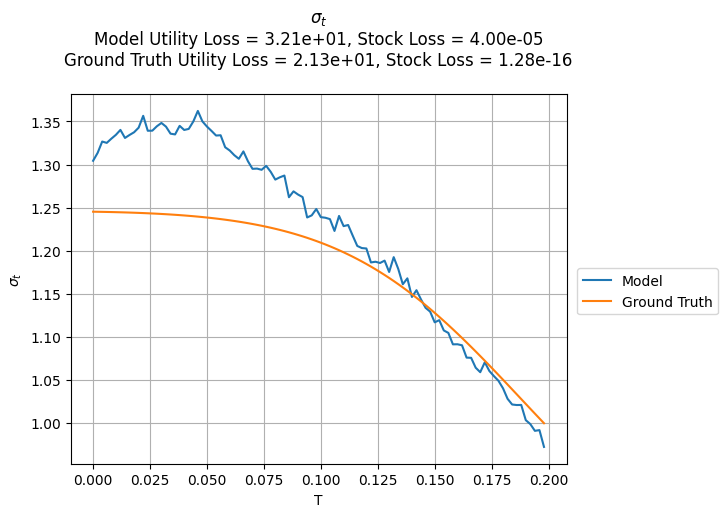 σt
Model Utility Loss = 3.21e+01, Stock Loss = 4.00e-05
Ground Truth Utility Loss = 2.13e+01, Stock Loss = 1.28e-16
1.35
1.30
1.25
1.20
1.15
1.10
1.05
1.00
σt
0.000 0.025 0.050 0.075 0.100 0.125 0.150 0.175 0.200
T
Model
Ground Truth